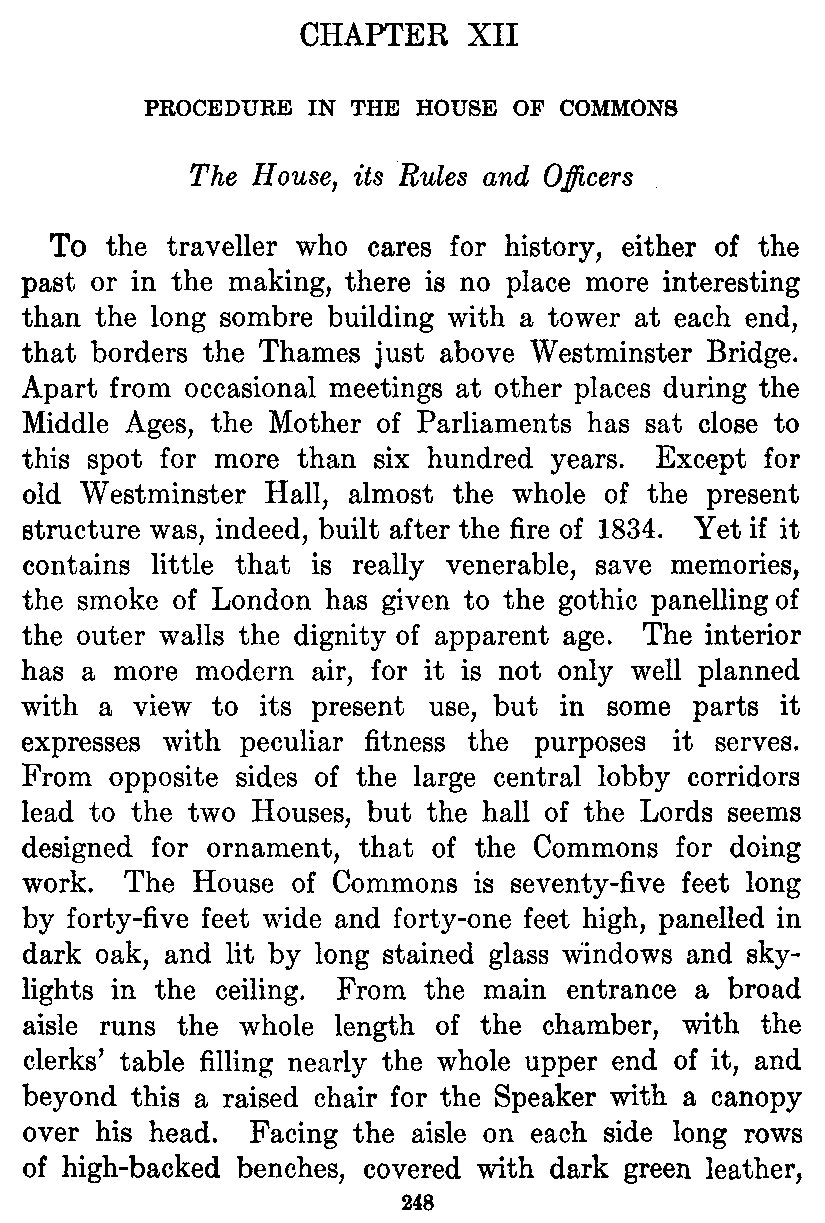 CHAPTER XII
PROCEDURE IN THE HOUSE OF COMMONS
The House, its Rules and Officers
To the traveller who cares for history, either of the
past or in the making, there is no place more interesting
than the long sombre building with a tower at each end,
that borders the Thames just above Westminster Bridge.
Apart from occasional meetings at other places during the
Middle Ages, the Mother of Parliaments has sat close to
this spot for more than six hundred years. Except for
old Westminster Hall, almost the whole of the present
structure was, indeed, built after the fire of 1834. Yet if it
contains little that is really venerable, save memories,
the smoke of London has given to the gothic panelling of
the outer walls the dignity of apparent age. The interior
has a more modern air, for it is not only well planned
with a view to its present use, but in some parts it
expresses with peculiar fitness the purposes it serves.
From opposite sides of the large central lobby corridors
lead to the two Houses, but the hall of the Lords seems
designed for ornament, that of the Commons for doing
work. The House of Commons is seventy-five feet long
by forty-five feet wide and forty-one feet high, panelled in
dark oak, and lit by long stained glass windows and sky-
lights in the ceiling. From the main entrance a broad
aisle runs the whole length of the chamber, with the
clerks' table filling nearly the whole upper end of it, and
beyond this a raised chair for the Speaker with a canopy
over his head. Facing the aisle on each side long rows
of high-backed benches, covered with dark green leather,
248